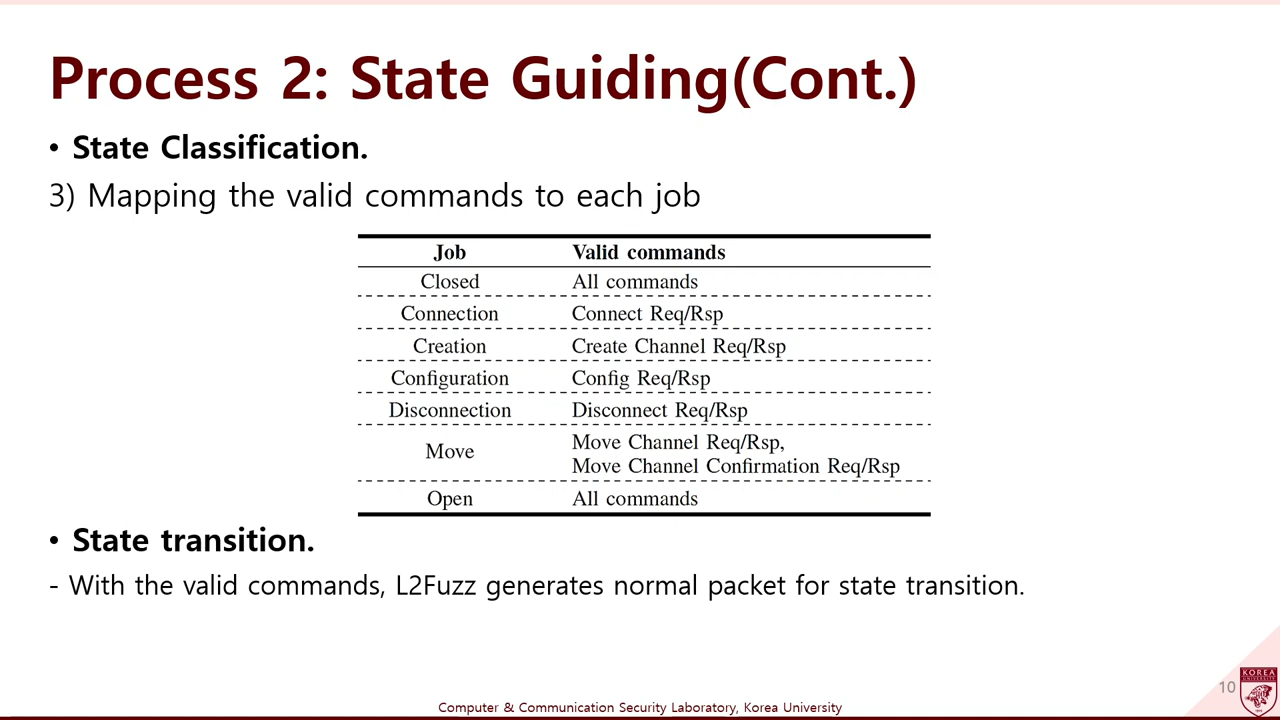 Process 2: State Guiding(Cont.)
• State Classification.
3) Mapping the valid commands to each job
Job Valid commands
Closed All commands
Connection Connect Req/Rsp
Creation Create Channel Req/Rsp
Configuration Config Req/Rsp
Disconnection Disconnect Req/Rsp
Move Move Channel Req/Rsp,
Move Channel Confirmation Req/Rsp
Open All commands
• State transition.
- With the valid commands, L2Fuzz generates normal packet for state transition.
10
KOREA
UNIVERSITY
Computer & Communication Security Laboratory, Korea University